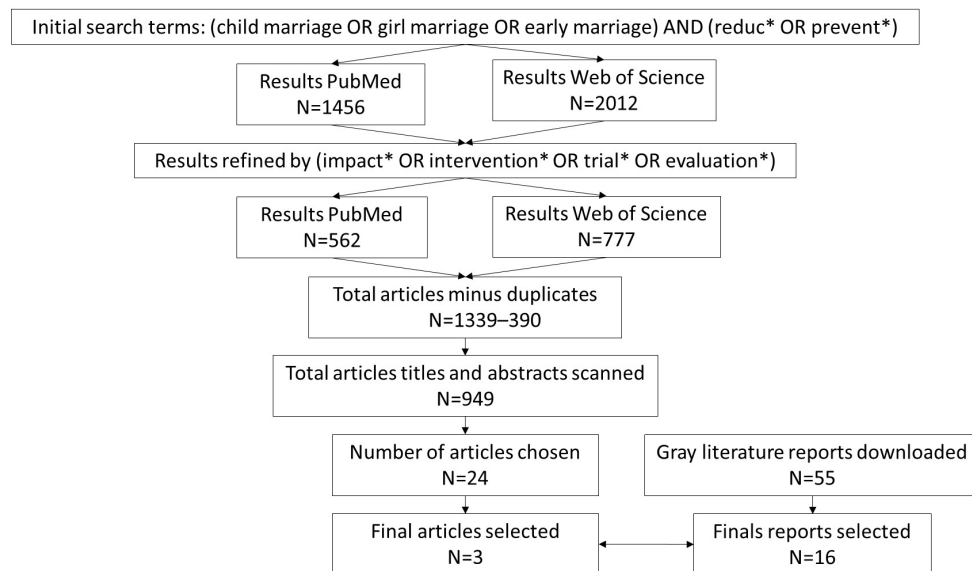 Initial search terms: (child marriage OR girl marriage OR early marriage) AND (reduc* OR prevent*)
Results PubMed
N=1456
Results Web of Science
N=2012
Results refined by (impact* OR intervention* OR trial* OR evaluation*)
Results PubMed
N=562
Results Web of Science
N=777
Total articles minus duplicates
N=1339–390
Total articles titles and abstracts scanned
N=949
Number of articles chosen
N=24
Gray literature reports downloaded
N=55
Final articles selected
N=3
Finals reports selected
N=16